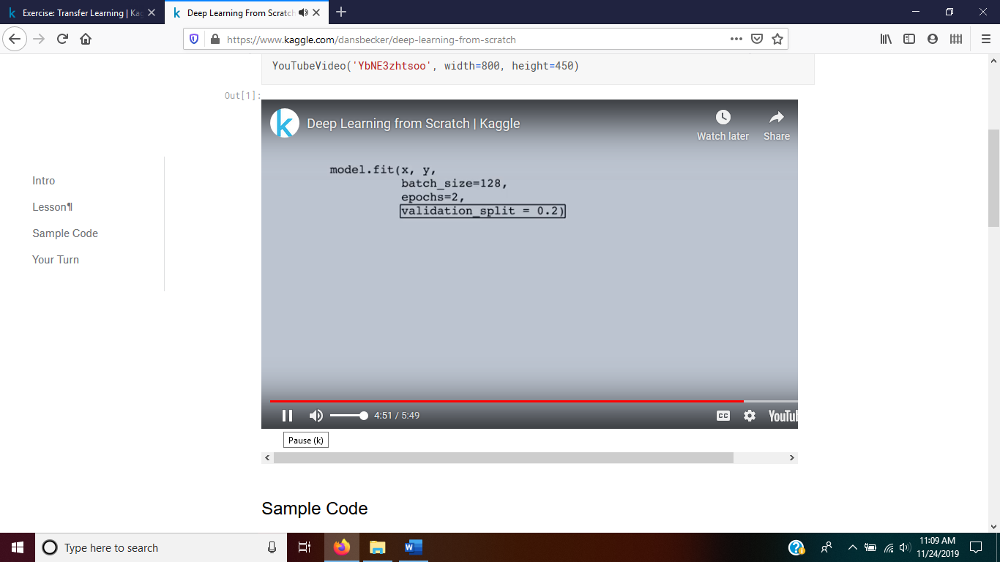 Exercise: Transfer Learning | Kag
Deep Learning From Scratch
https://www.kaggle.com/dansbecker/deep-learning-from-scratch
YouTubeVideo('YbNE3zhtsoo', width=800, height=450)
Out[1]:
Deep Learning from Scratch | Kaggle
Watch later
Share
model.fit(x, y,
batch_size=128,
epochs=2,
validation_split = 0.2)
Intro
Lesson¶
Sample Code
Your Turn
4:51 / 5:49
CC
YouTu
Pause (k)
Sample Code
Type here to search
11:09 AM
11/24/2019